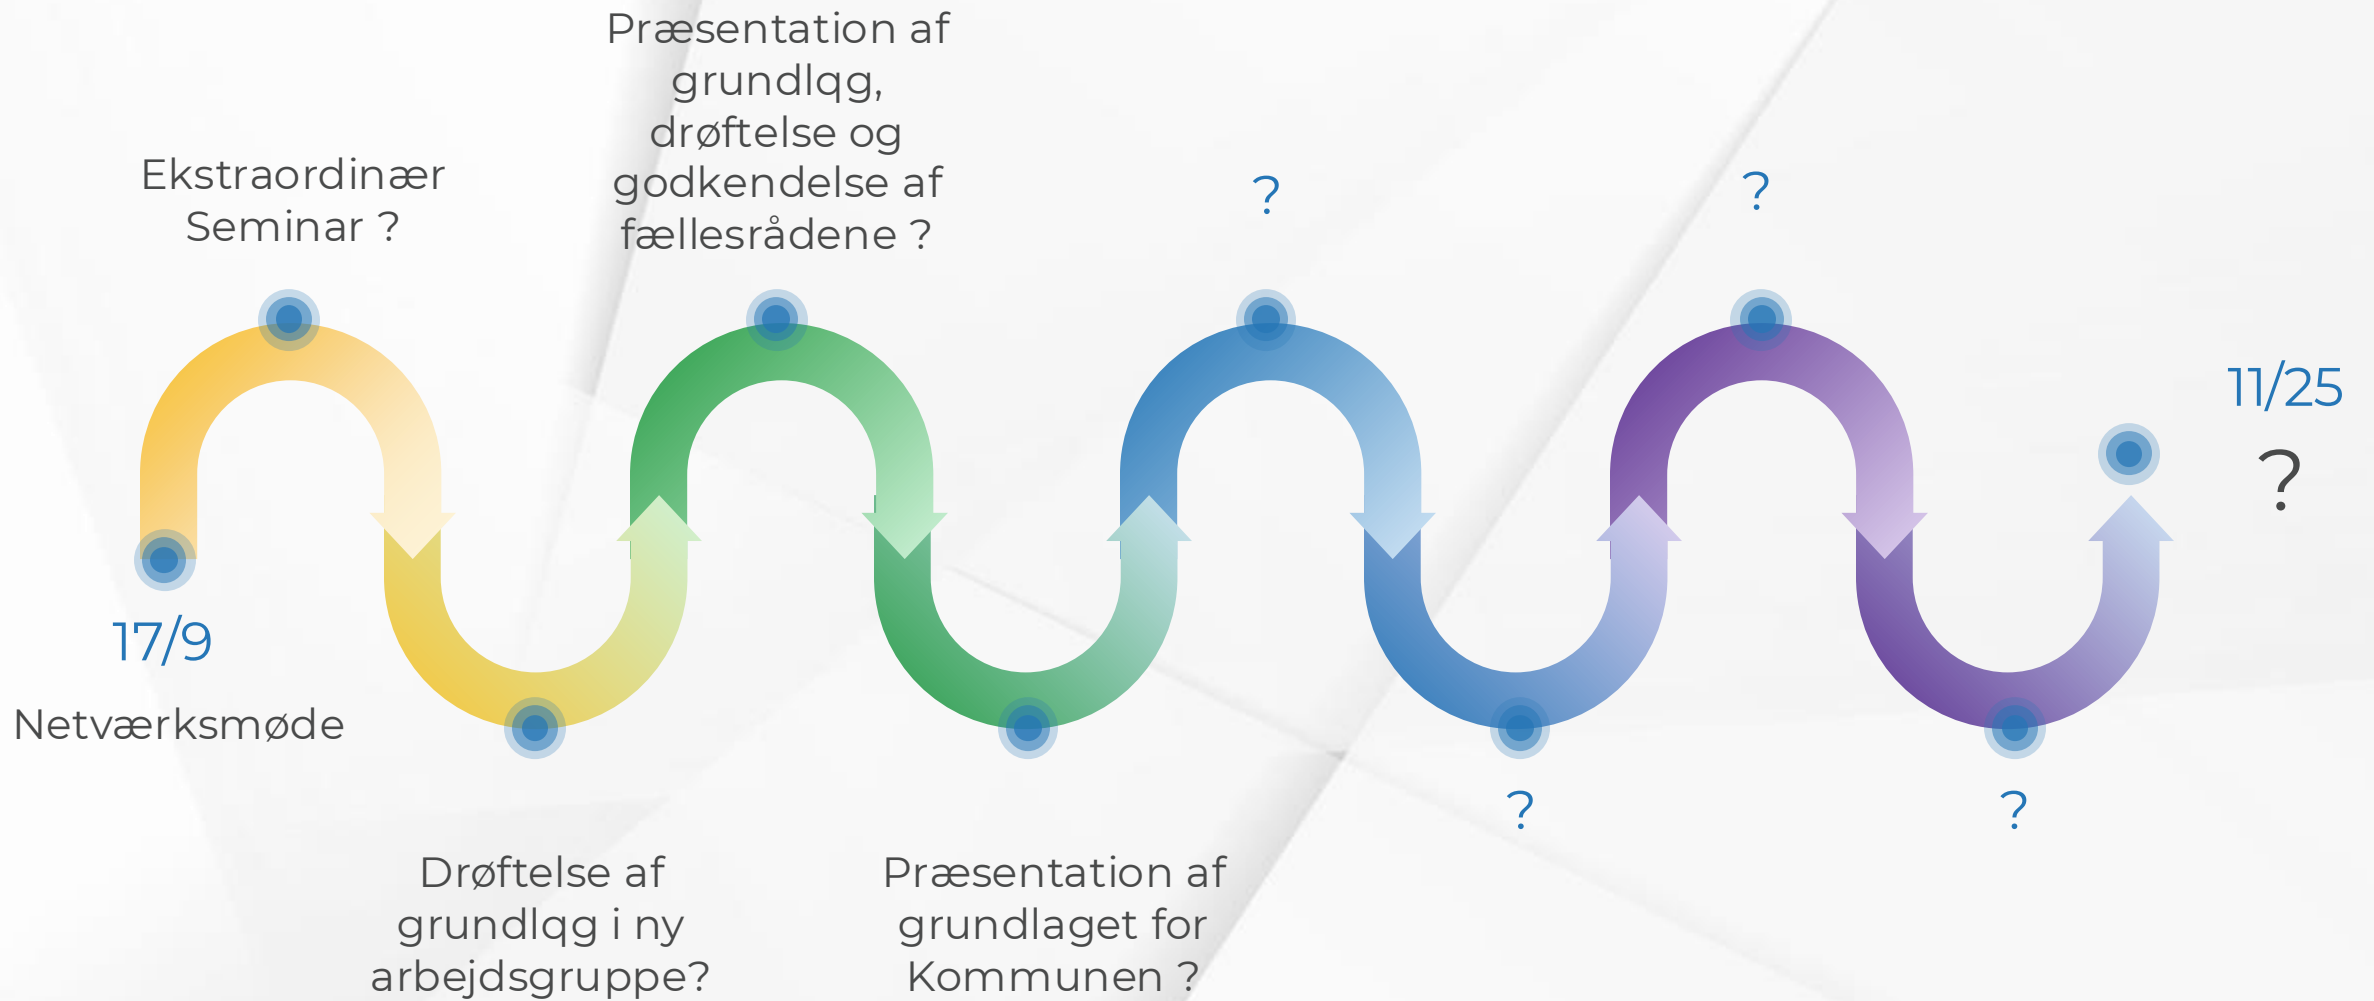 Præsentation af
grundlqg,
drøftelse og
godkendelse af
fællesrådene ?
Ekstraordinær
Seminar ?
?
?
11/25
?
17/9
Netværksmøde
?
?
Drøftelse af
grundlqg i ny
arbejdsgruppe?
Præsentation af
grundlaget for
Kommunen ?